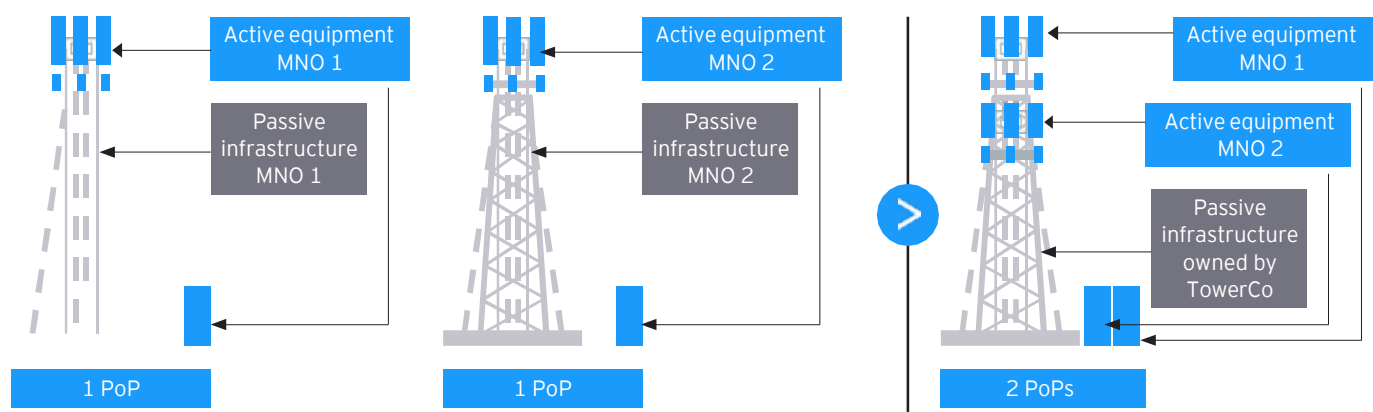 Active equipment
MNO 1
Passive
infrastructure
MNO 1
1 PoP
Active equipment
MNO 2
Passive
infrastructure
MNO 2
1 PoP
>
Active equipment
MNO 1
Active equipment
MNO 2
Passive
infrastructure
owned by
TowerCo
2 PoPs